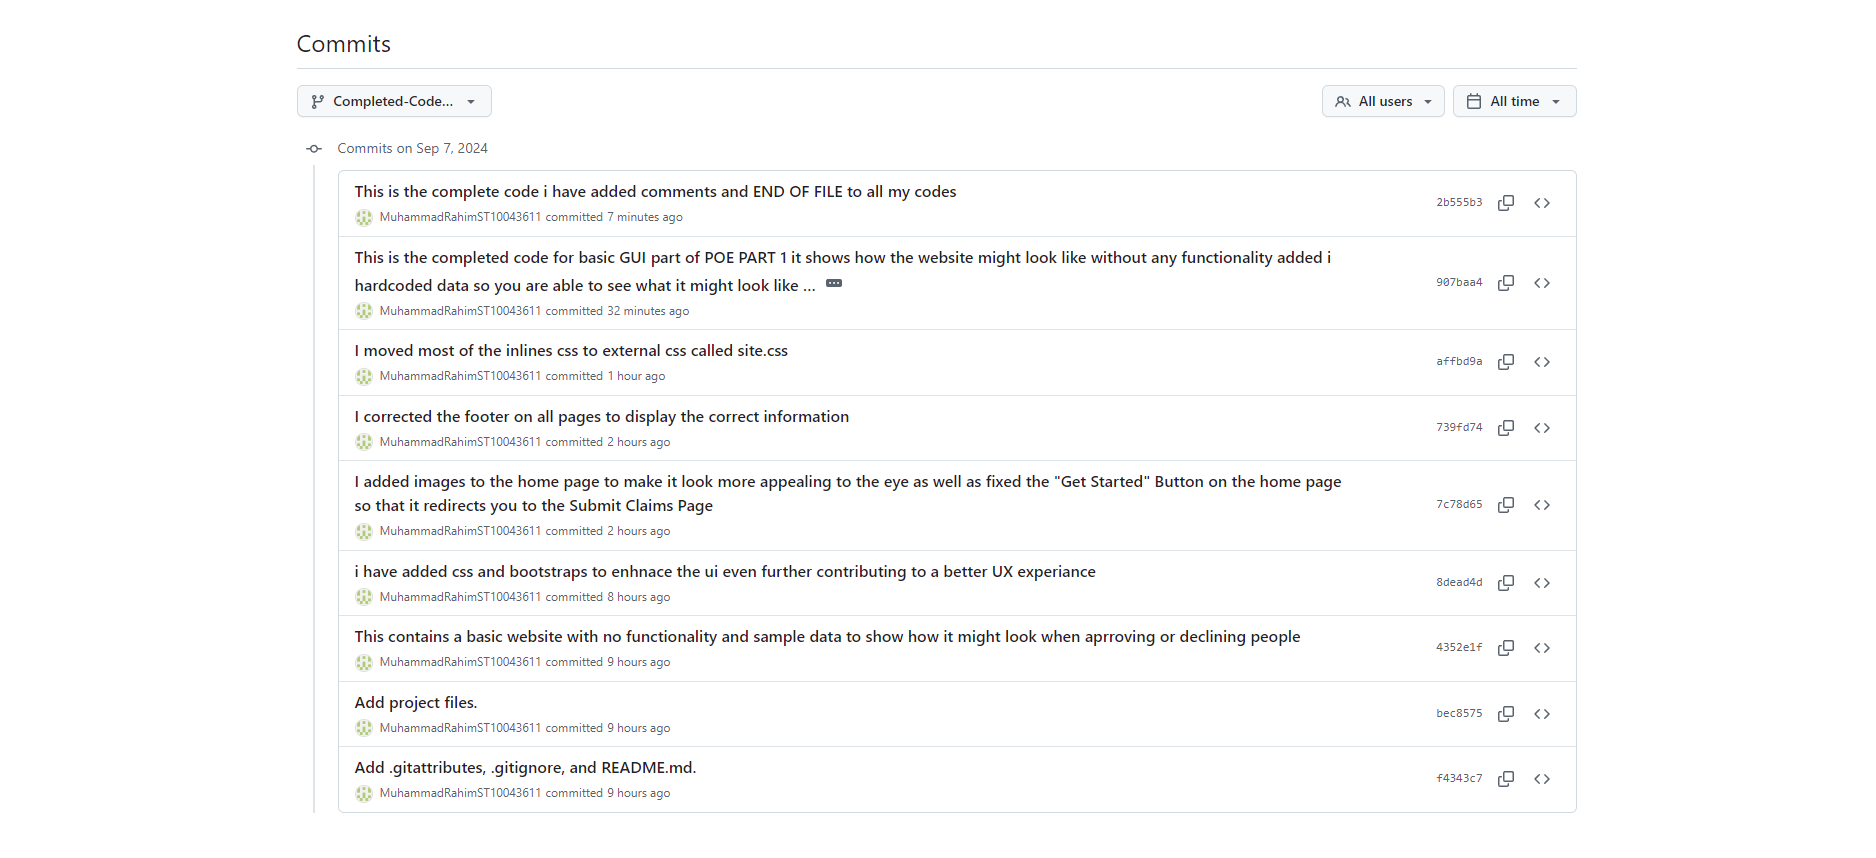 Commits
Completed-Code...
All users
All time
Commits on Sep 7, 2024
This is the complete code i have added comments and END OF FILE to all my codes
MuhammadRahimST10043611 committed 7 minutes ago
2b555b3
This is the completed code for basic GUI part of POE PART 1 it shows how the website might look like without any functionality added i
hardcoded data so you are able to see what it might look like ...
MuhammadRahimST10043611 committed 32 minutes ago
907baa4
I moved most of the inlines css to external css called site.css
MuhammadRahimST10043611 committed 1 hour ago
affbd9a
I corrected the footer on all pages to display the correct information
MuhammadRahimST10043611 committed 2 hours ago
739fd74
I added images to the home page to make it look more appealing to the eye as well as fixed the "Get Started" Button on the home page
so that it redirects you to the Submit Claims Page
MuhammadRahimST10043611 committed 2 hours ago
7c78d65
i have added css and bootstraps to enhnace the ui even further contributing to a better UX experiance
MuhammadRahimST10043611 committed 8 hours ago
8dead4d
This contains a basic website with no functionality and sample data to show how it might look when aprroving or declining people
MuhammadRahimST10043611 committed 9 hours ago
4352e1f
Add project files.
MuhammadRahimST10043611 committed 9 hours ago
bec8575
Add .gitattributes, .gitignore, and README.md.
MuhammadRahimST10043611 committed 9 hours ago
f4343c7